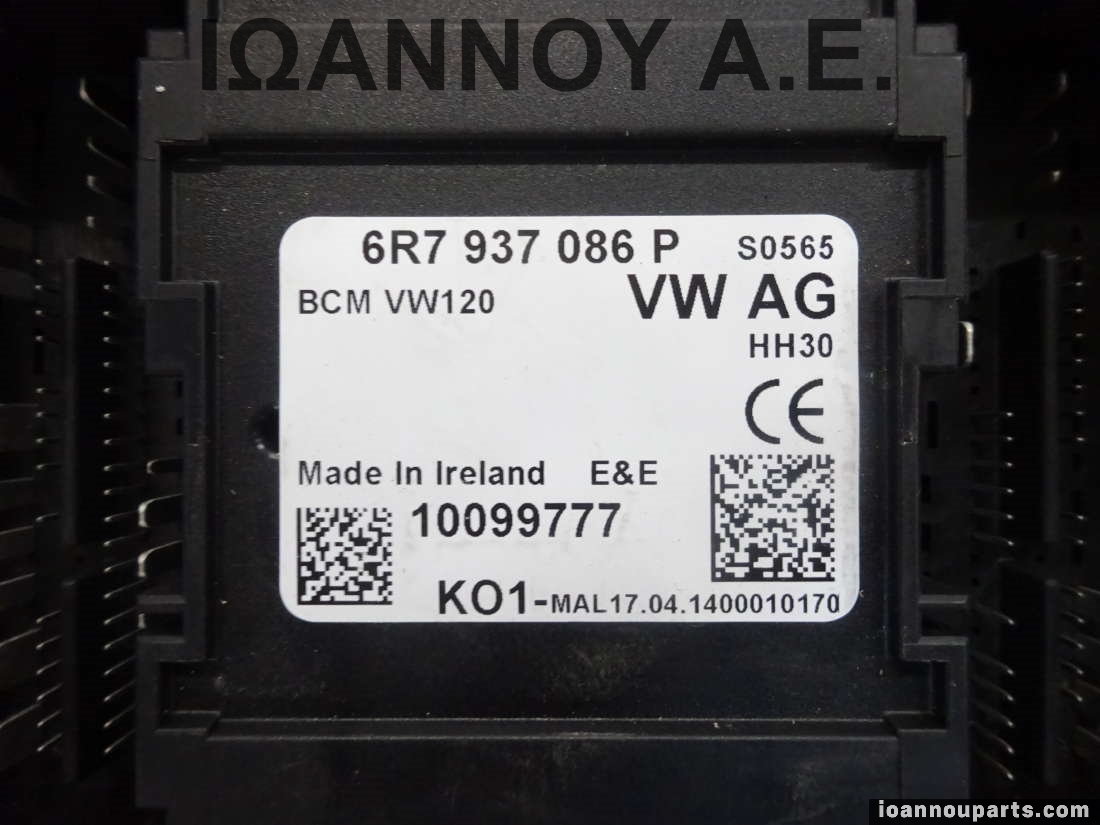 ΙΩΑΝΝΟΥ Α.Ε.
6R7 937 086 P S0565
BCM VW120 VW AG
HH30
CE
Made In Ireland E&E
10099777
KO1-MAL17.04.1400010170
ioannouparts.com